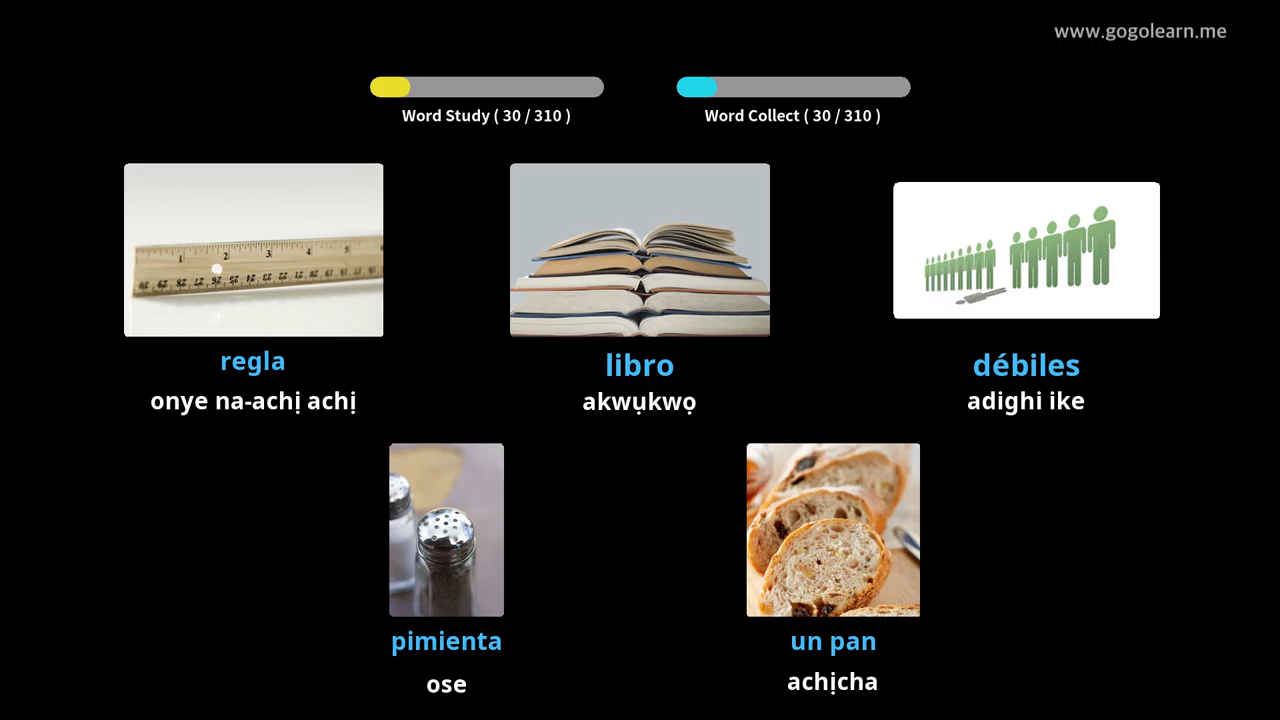 www.gogolearn.me
Word Study ( 30 / 310 )
Word Collect ( 30 / 310 )
regla
onye na-achị achị
libro
akwụkwọ
débiles
adighi ike
pimienta
ose
un pan
achịcha